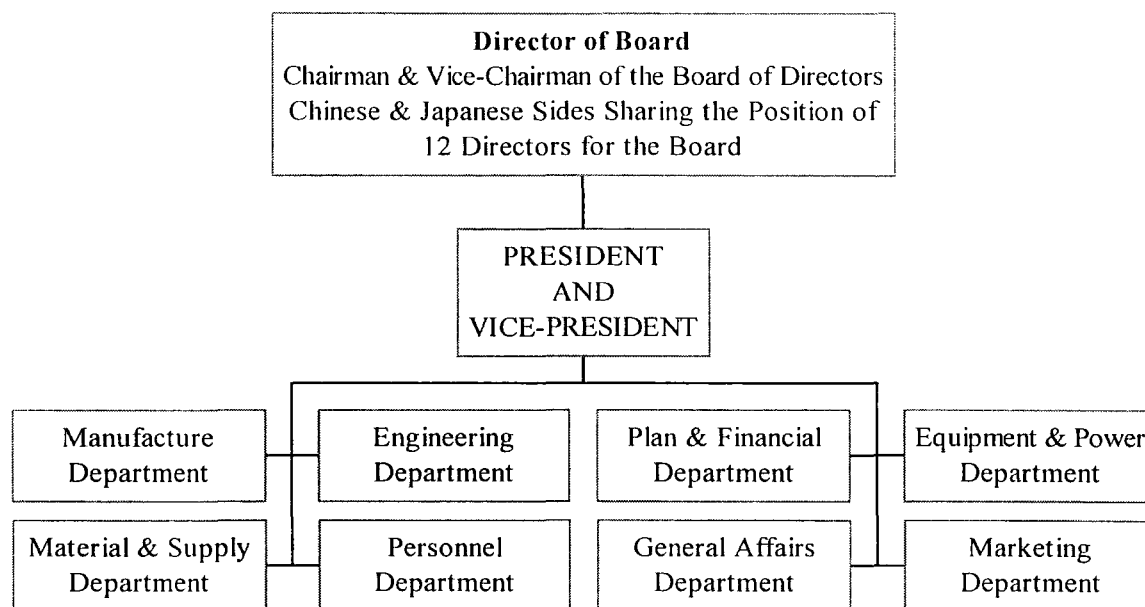 Director of Board
Chairman & Vice-Chairman of the Board of Directors
Chinese & Japanese Sides Sharing the Position of
12 Directors for the Board
PRESIDENT
AND
VICE-PRESIDENT
Manufacture
Department
Engineering
Department
Plan & Financial
Department
Equipment & Power
Department
Material & Supply
Department
Personnel
Department
General Affairs
Department
Marketing
Department